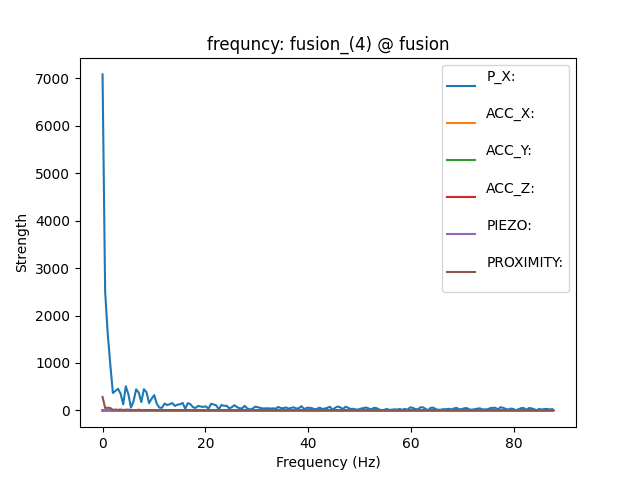 frequncy: fusion_(4) @ fusion
P_X:
ACC_X:
ACC_Y:
ACC_Z:
PIEZO:
PROXIMITY:
Strength
7000
6000
5000
4000
3000
2000
1000
0
0 20 40 60 80
Frequency (Hz)